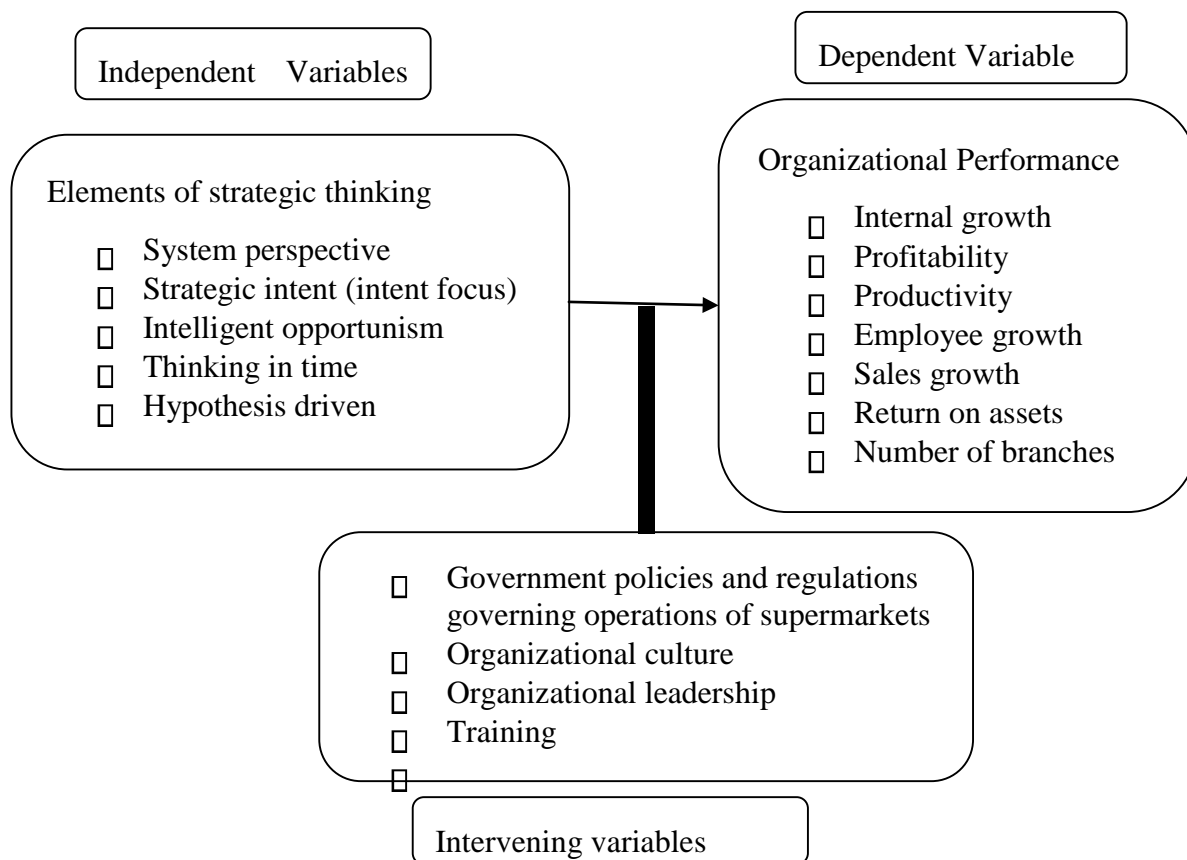 Independent Variables
Dependent Variable
Elements of strategic thinking
System perspective
Strategic intent (intent focus)
Intelligent opportunism
Thinking in time
Hypothesis driven
Organizational Performance
Internal growth
Profitability
Productivity
Employee growth
Sales growth
Return on assets
Number of branches
Government policies and regulations
governing operations of supermarkets
Organizational culture
Organizational leadership
Training
Intervening variables